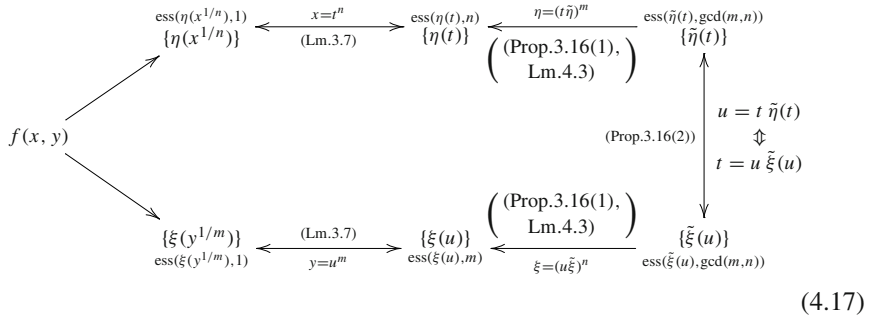 ess(η(x^{1/n}),1) x=t^n ess(η(t),n) η=(t η̃)^m ess(η̃(t),gcd(m,n))
{η(x^{1/n})} (Lm.3.7) {η(t)} ( (Prop.3.16(1), Lm.4.3) ) {η̃(t)}
f(x, y) (Prop.3.16(2)) u = t η̃(t)
⇕
t = u ξ̃(u)
{ξ(y^{1/m})} (Lm.3.7) {ξ(u)} ( (Prop.3.16(1), Lm.4.3) ) {ξ̃(u)}
ess(ξ(y^{1/m}),1) y=u^m ess(ξ(u),m) ξ=(u ξ̃)^n ess(ξ̃(u),gcd(m,n))
(4.17)